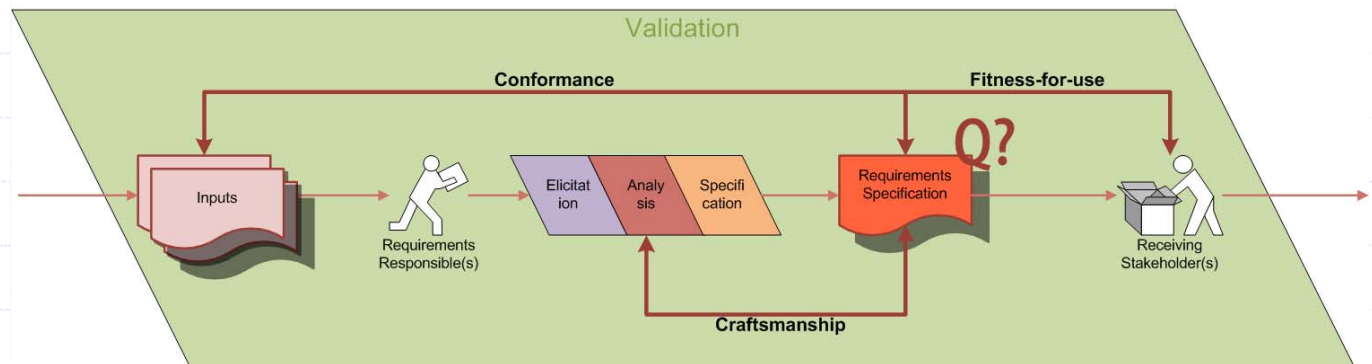 Validation
Conformance
Fitness-for-use
Q?
Inputs
Requirements
Responsible(s)
Elicitat
ion
Analy
sis
Specifi
cation
Requirements
Specification
Receiving
Stakeholder(s)
Craftsmanship